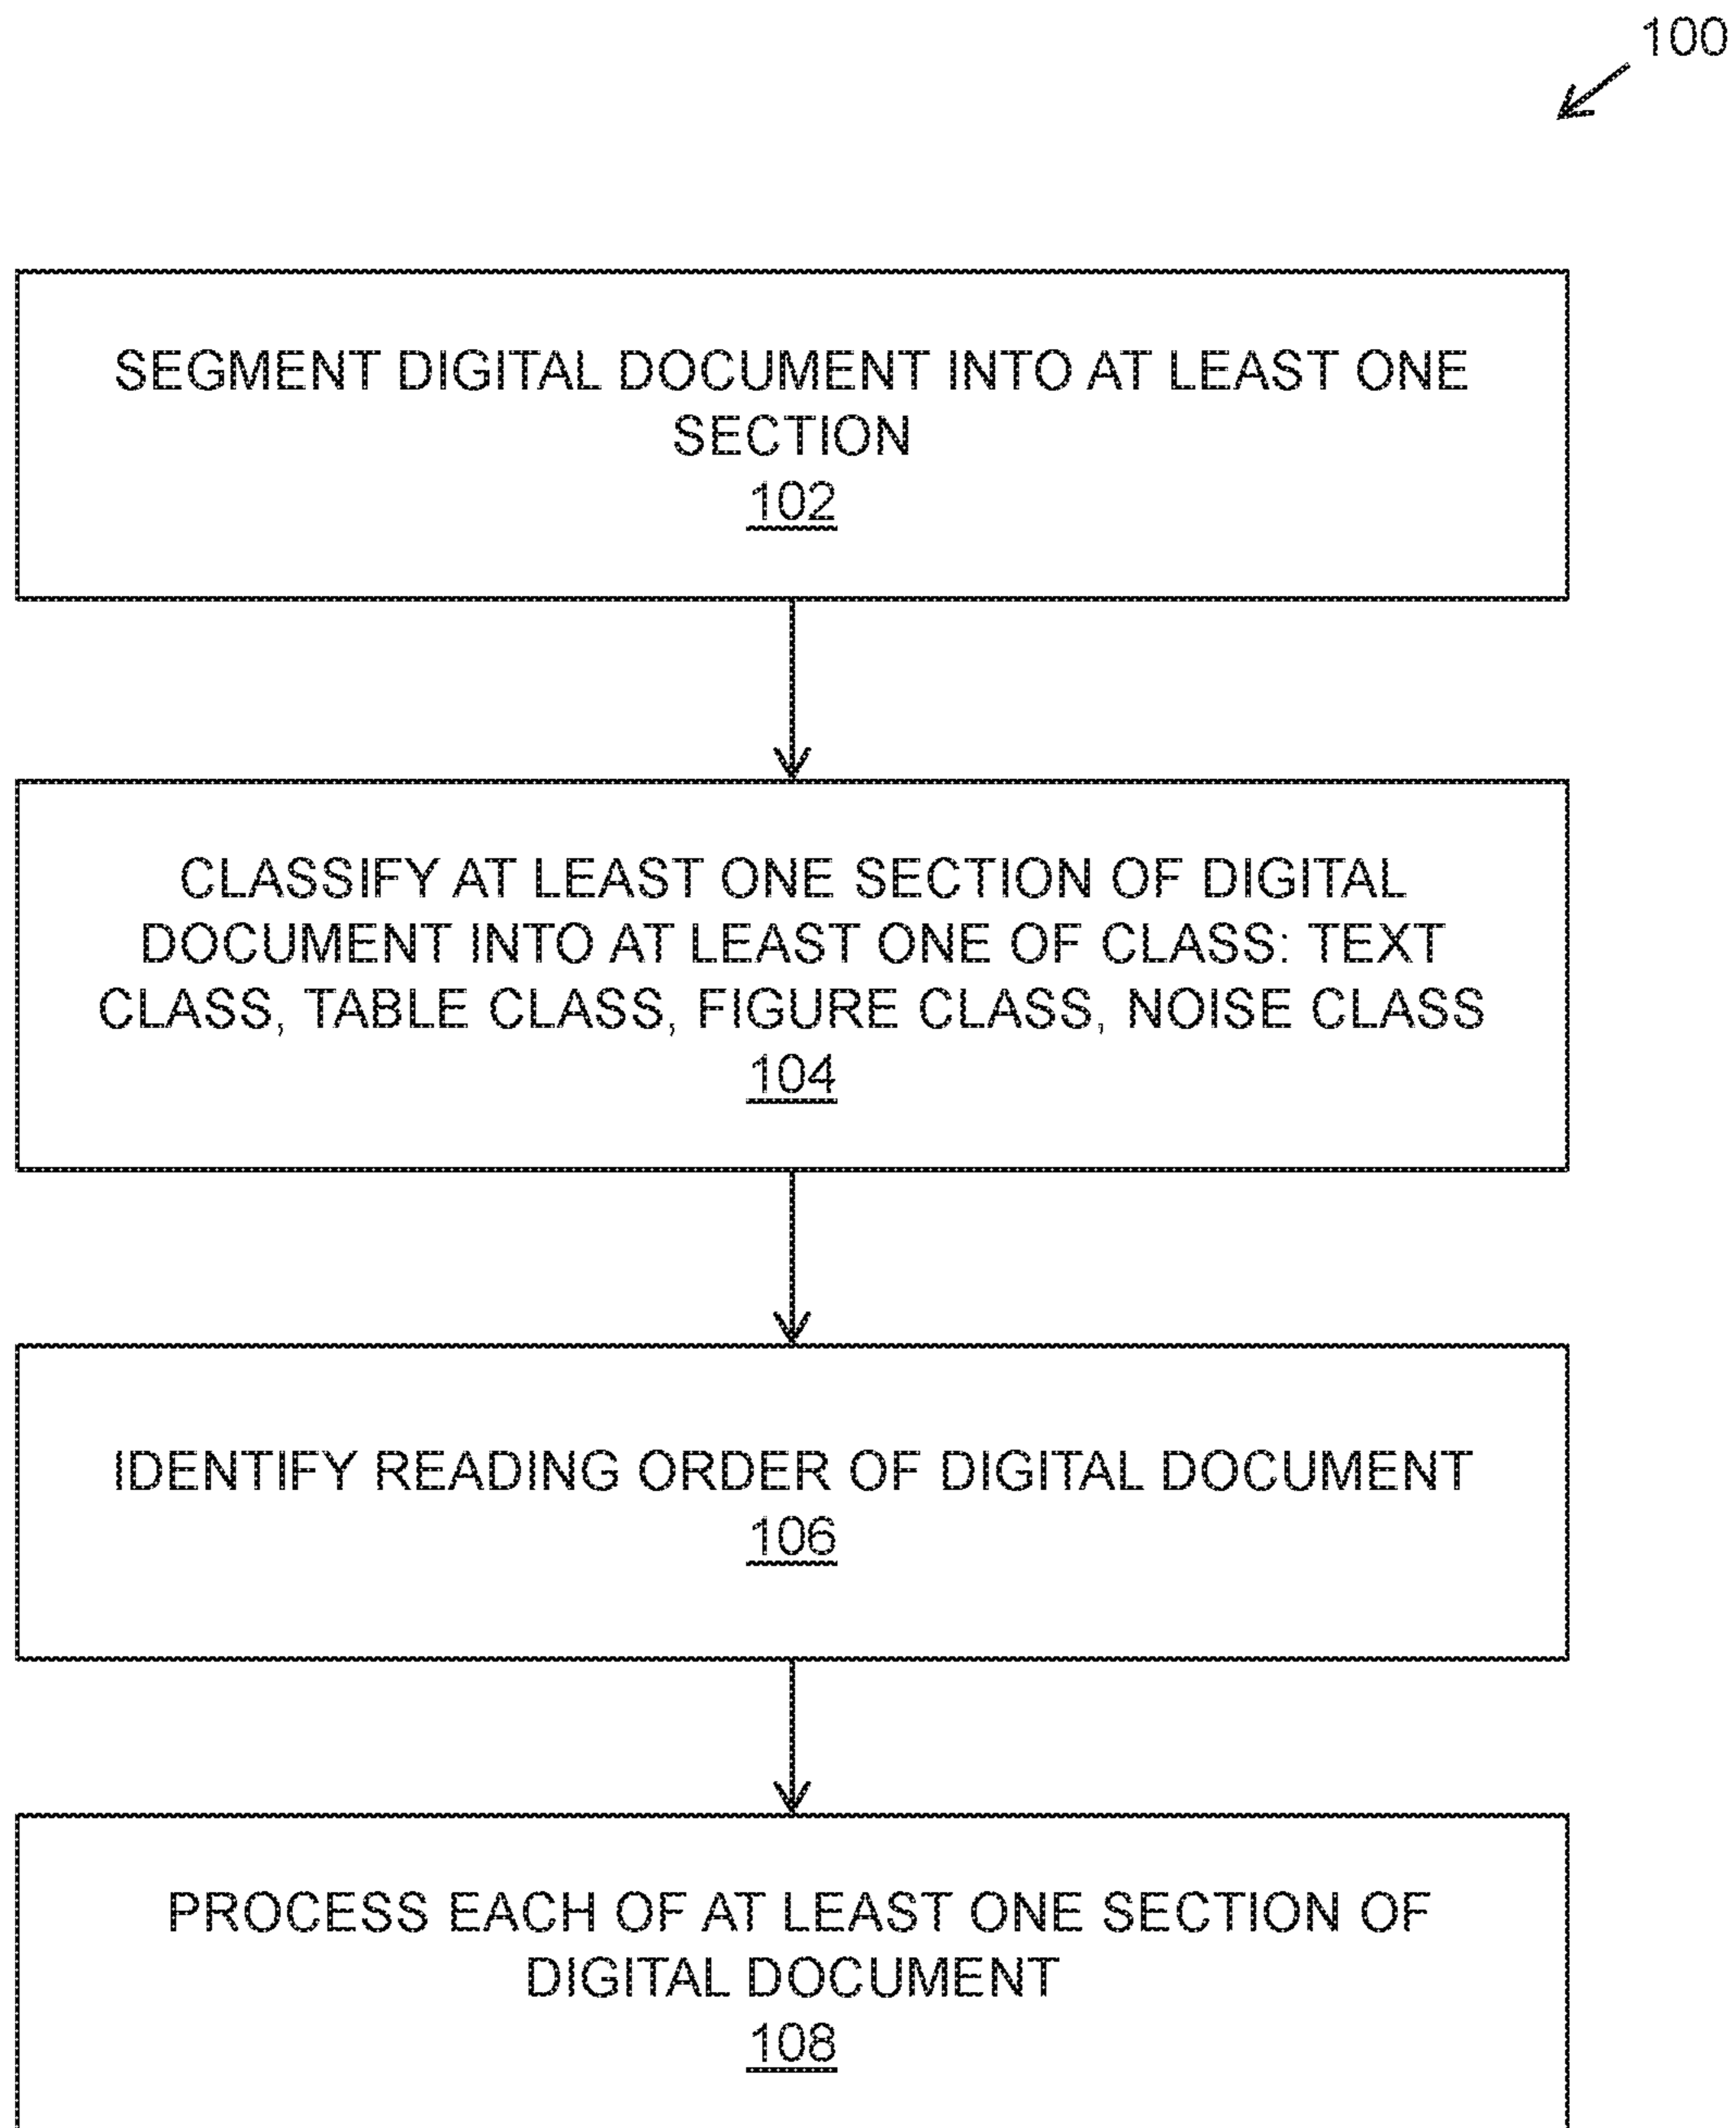 100
SEGMENT DIGITAL DOCUMENT INTO AT LEAST ONE
SECTION
102
CLASSIFY AT LEAST ONE SECTION OF DIGITAL
DOCUMENT INTO AT LEAST ONE OF CLASS: TEXT
CLASS, TABLE CLASS, FIGURE CLASS, NOISE CLASS
104
IDENTIFY READING ORDER OF DIGITAL DOCUMENT
106
PROCESS EACH OF AT LEAST ONE SECTION OF
DIGITAL DOCUMENT
108